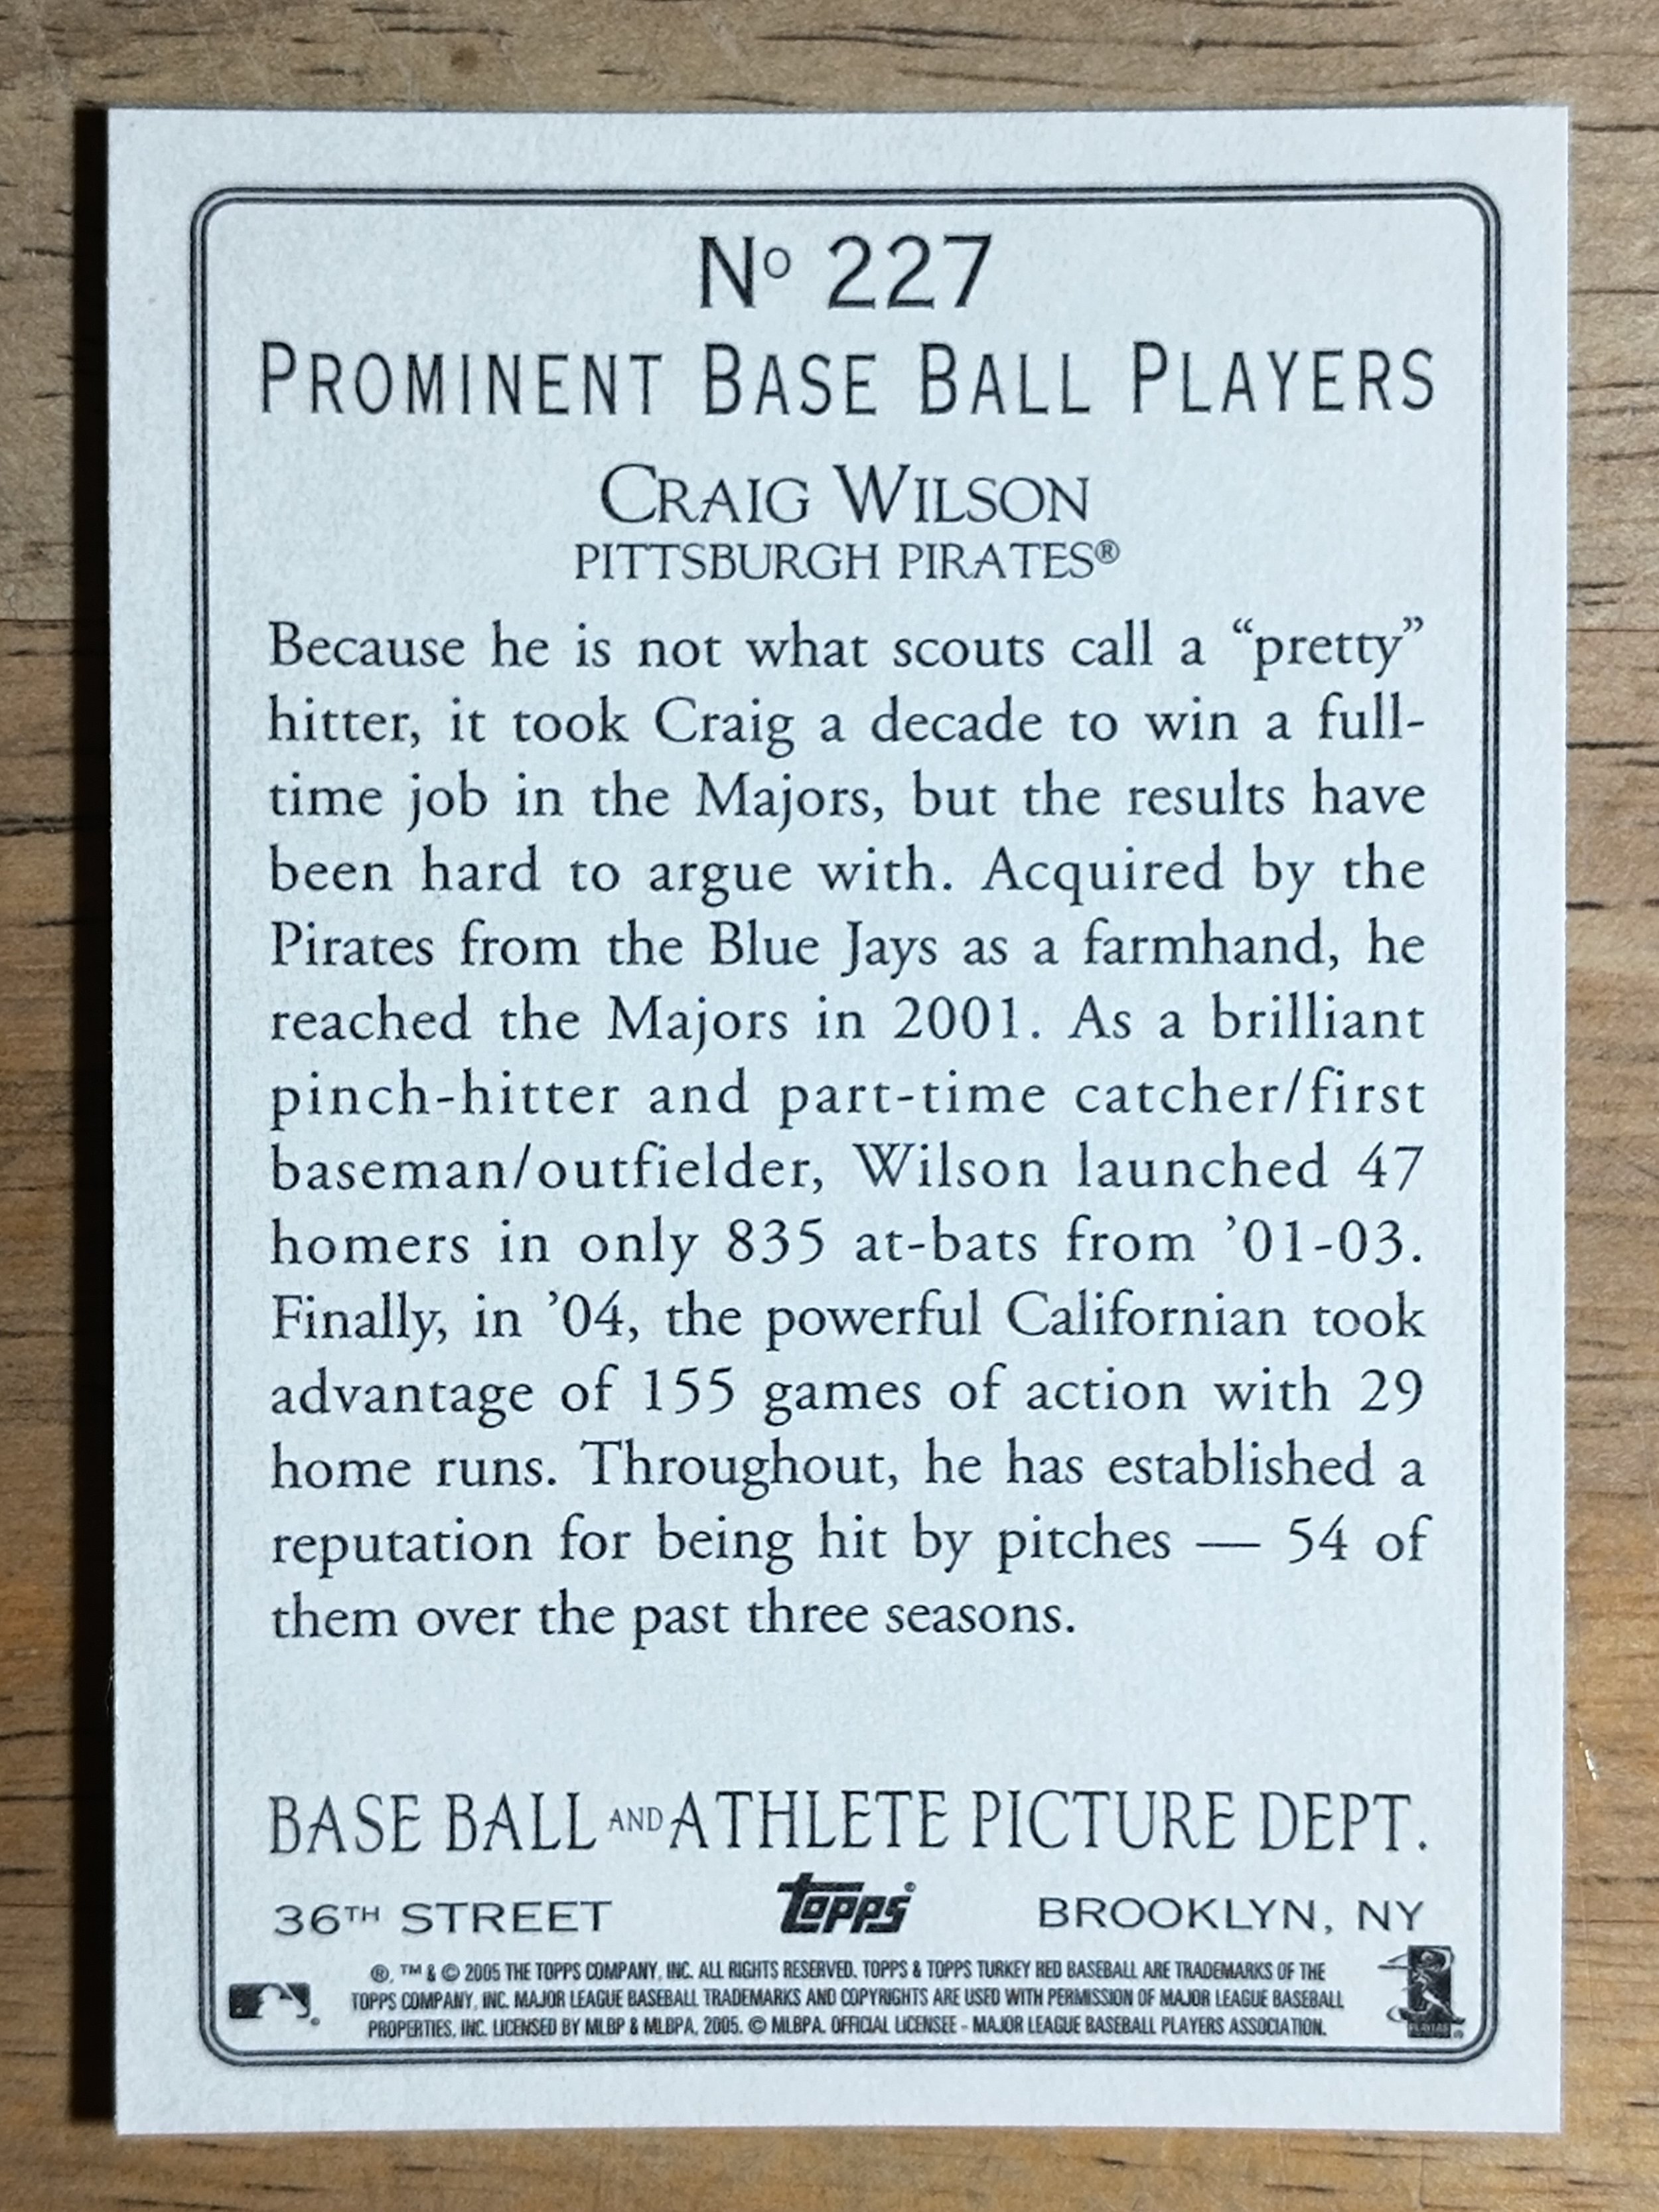 Nº 227
PROMINENT BASE BALL PLAYERS
CRAIG WILSON
PITTSBURGH PIRATES®
Because he is not what scouts call a “pretty”
hitter, it took Craig a decade to win a full-
time job in the Majors, but the results have
been hard to argue with. Acquired by the
Pirates from the Blue Jays as a farmhand, he
reached the Majors in 2001. As a brilliant
pinch-hitter and part-time catcher/first
baseman/outfielder, Wilson launched 47
homers in only 835 at-bats from ’01-03.
Finally, in ’04, the powerful Californian took
advantage of 155 games of action with 29
home runs. Throughout, he has established a
reputation for being hit by pitches — 54 of
them over the past three seasons.
BASE BALL AND ATHLETE PICTURE DEPT.
36TH STREET topps® BROOKLYN, NY
®, ™ & © 2005 THE TOPPS COMPANY, INC. ALL RIGHTS RESERVED. TOPPS & TOPPS TURKEY RED BASEBALL ARE TRADEMARKS OF THE
TOPPS COMPANY, INC. MAJOR LEAGUE BASEBALL TRADEMARKS AND COPYRIGHTS ARE USED WITH PERMISSION OF MAJOR LEAGUE BASEBALL
PROPERTIES, INC. LICENSED BY MLBP & MLBPA, 2005. © MLBPA. OFFICIAL LICENSEE - MAJOR LEAGUE BASEBALL PLAYERS ASSOCIATION.